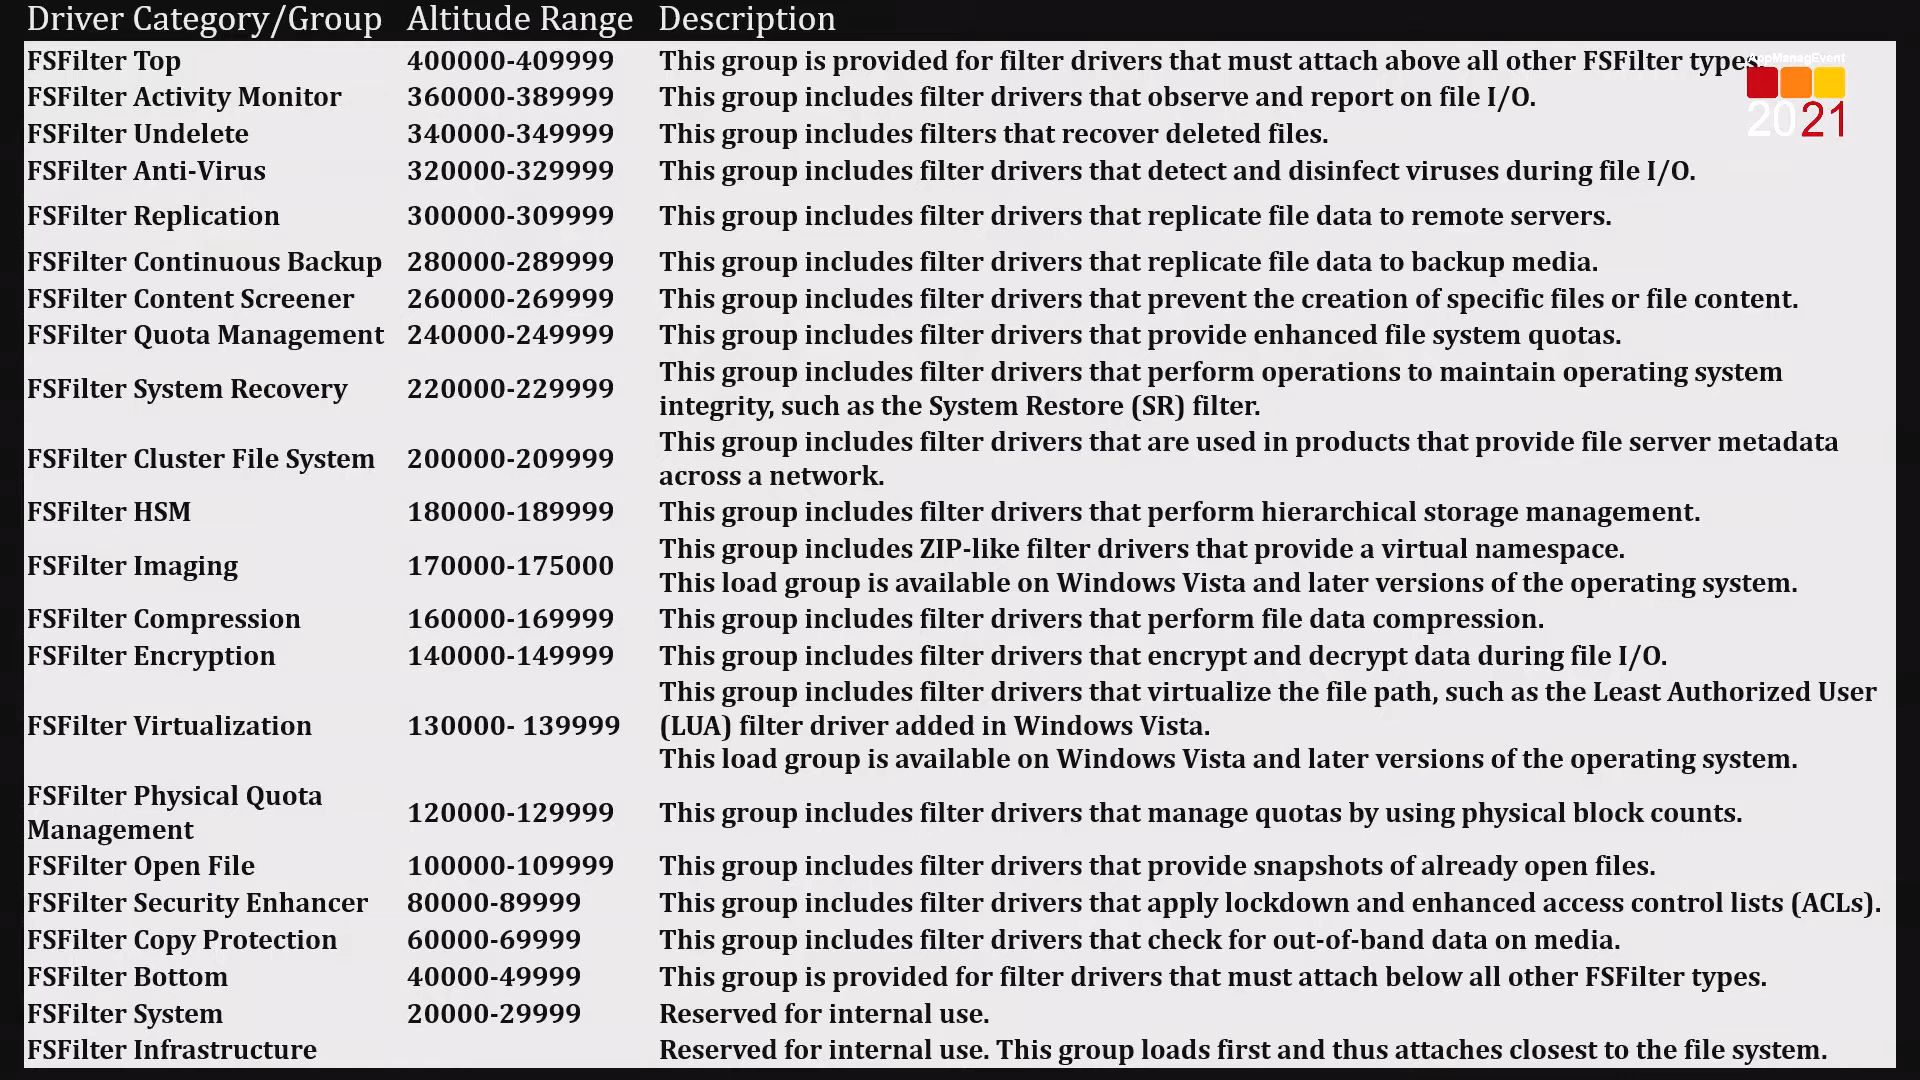 Driver Category/Group Altitude Range Description
FSFilter Top 400000-409999 This group is provided for filter drivers that must attach above all other FSFilter types.
AppManagEvent
FSFilter Activity Monitor 360000-389999 This group includes filter drivers that observe and report on file I/O.
2021
FSFilter Undelete 340000-349999 This group includes filters that recover deleted files.
FSFilter Anti-Virus 320000-329999 This group includes filter drivers that detect and disinfect viruses during file I/O.
FSFilter Replication 300000-309999 This group includes filter drivers that replicate file data to remote servers.
FSFilter Continuous Backup 280000-289999 This group includes filter drivers that replicate file data to backup media.
FSFilter Content Screener 260000-269999 This group includes filter drivers that prevent the creation of specific files or file content.
FSFilter Quota Management 240000-249999 This group includes filter drivers that provide enhanced file system quotas.
FSFilter System Recovery 220000-229999 This group includes filter drivers that perform operations to maintain operating system
integrity, such as the System Restore (SR) filter.
FSFilter Cluster File System 200000-209999 This group includes filter drivers that are used in products that provide file server metadata
across a network.
FSFilter HSM 180000-189999 This group includes filter drivers that perform hierarchical storage management.
FSFilter Imaging 170000-175000 This group includes ZIP-like filter drivers that provide a virtual namespace.
This load group is available on Windows Vista and later versions of the operating system.
FSFilter Compression 160000-169999 This group includes filter drivers that perform file data compression.
FSFilter Encryption 140000-149999 This group includes filter drivers that encrypt and decrypt data during file I/O.
FSFilter Virtualization 130000- 139999 This group includes filter drivers that virtualize the file path, such as the Least Authorized User
(LUA) filter driver added in Windows Vista.
This load group is available on Windows Vista and later versions of the operating system.
FSFilter Physical Quota
Management 120000-129999 This group includes filter drivers that manage quotas by using physical block counts.
FSFilter Open File 100000-109999 This group includes filter drivers that provide snapshots of already open files.
FSFilter Security Enhancer 80000-89999 This group includes filter drivers that apply lockdown and enhanced access control lists (ACLs).
FSFilter Copy Protection 60000-69999 This group includes filter drivers that check for out-of-band data on media.
FSFilter Bottom 40000-49999 This group is provided for filter drivers that must attach below all other FSFilter types.
FSFilter System 20000-29999 Reserved for internal use.
FSFilter Infrastructure Reserved for internal use. This group loads first and thus attaches closest to the file system.